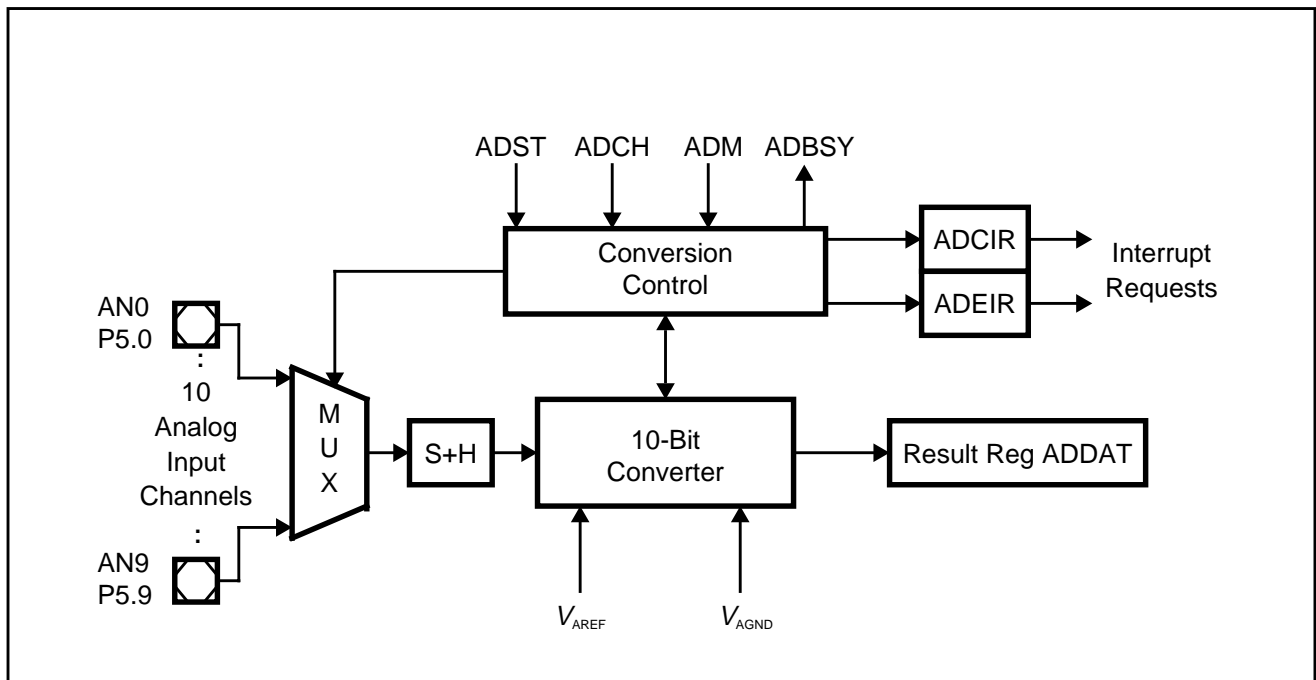 ADST ADCH ADM ADBSY
Conversion
Control
ADCIR
ADEIR
Interrupt
Requests
AN0
P5.0
:
10
Analog
Input
Channels
:
AN9
P5.9
M
U
X
S+H
10-Bit
Converter
Result Reg ADDAT
VAREF
VAGND